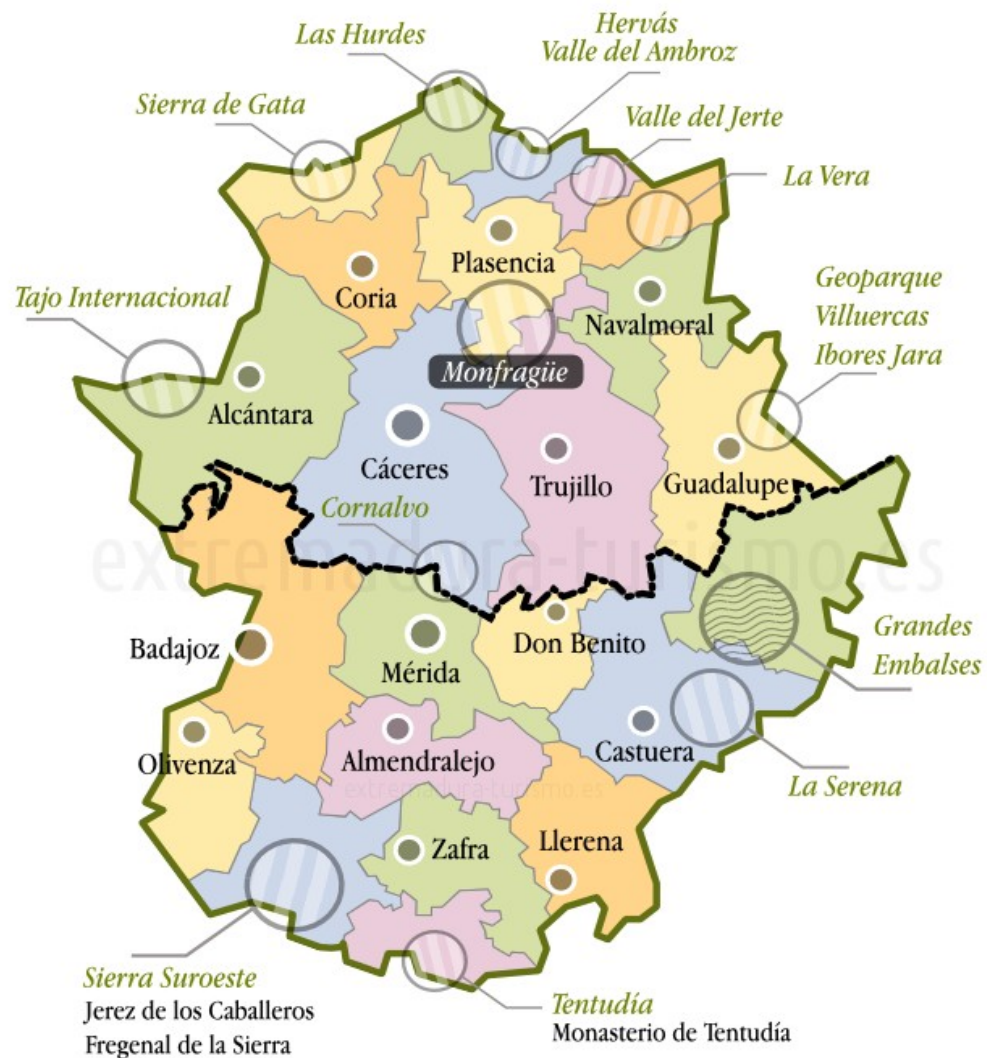 Hervás
Valle del Ambroz
Las Hurdes
Sierra de Gata
Valle del Jerte
La Vera
Plasencia
Coria
Tajo Internacional
Geoparque
Villuercas
Ibores Jara
Navalmoral
Monfragüe
Alcántara
Cáceres
Trujillo
Guadalupe
Cornalvo
extremadura-turismo.es
Badajoz
Mérida
Don Benito
Grandes
Embalses
Olivenza
Almendralejo
Castuera
extremadura-turismo.es
La Serena
Zafra
Llerena
Sierra Suroeste
Jerez de los Caballeros
Fregenal de la Sierra
Tentudía
Monasterio de Tentudía